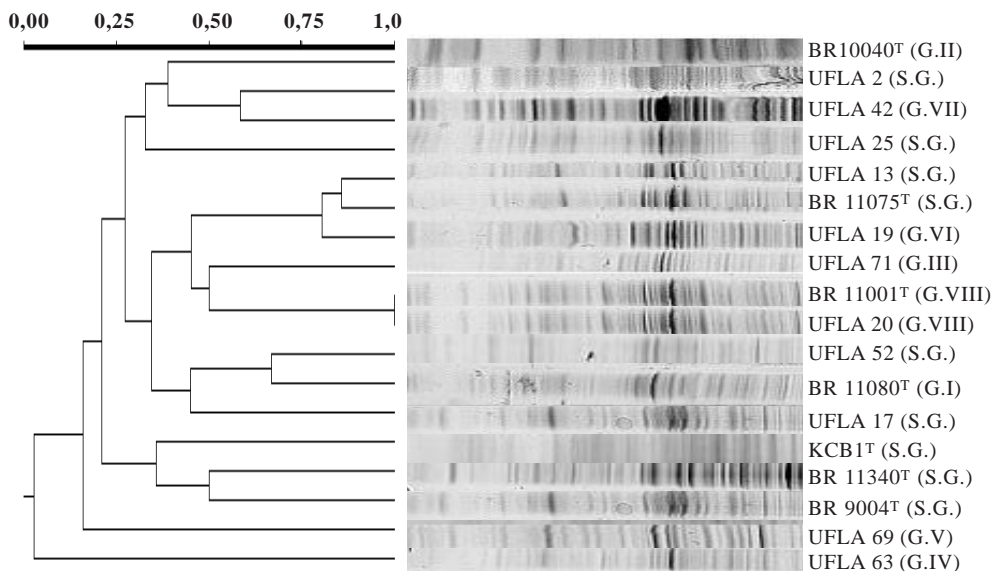 0,00 0,25 0,50 0,75 1,0
BR10040ᵀ (G.II)
UFLA 2 (S.G.)
UFLA 42 (G.VII)
UFLA 25 (S.G.)
UFLA 13 (S.G.)
BR 11075ᵀ (S.G.)
UFLA 19 (G.VI)
UFLA 71 (G.III)
BR 11001ᵀ (G.VIII)
UFLA 20 (G.VIII)
UFLA 52 (S.G.)
BR 11080ᵀ (G.I)
UFLA 17 (S.G.)
KCB1ᵀ (S.G.)
BR 11340ᵀ (S.G.)
BR 9004ᵀ (S.G.)
UFLA 69 (G.V)
UFLA 63 (G.IV)